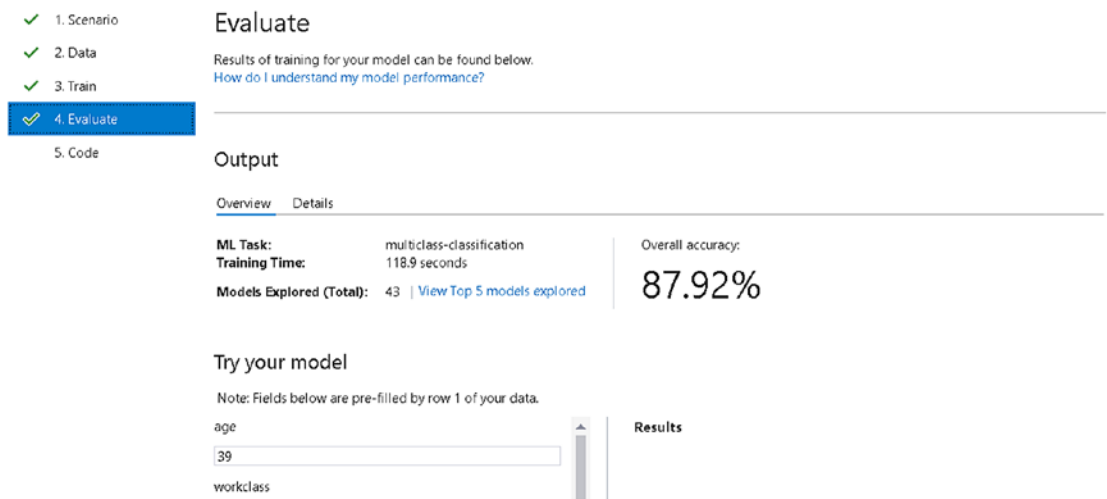 1. Scenario
2. Data
3. Train
4. Evaluate
5. Code
Evaluate
Results of training for your model can be found below.
How do I understand my model performance?
Output
Overview Details
ML Task: multiclass-classification
Training Time: 118.9 seconds
Models Explored (Total): 43 | View Top 5 models explored
Overall accuracy:
87.92%
Try your model
Note: Fields below are pre-filled by row 1 of your data.
age
39
workclass
Results